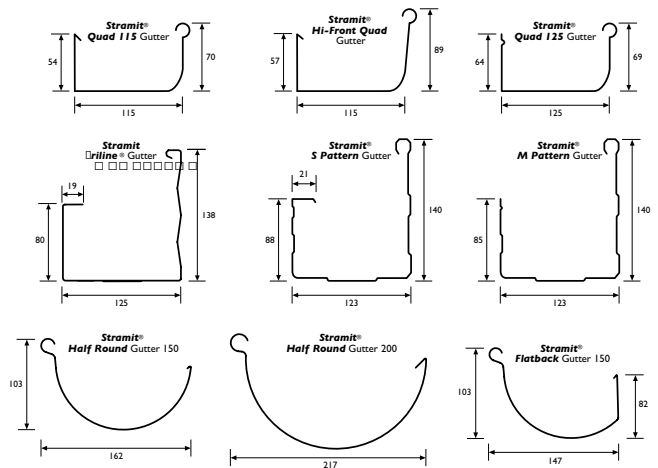 Stramit®
Quad 115 Gutter
54
70
115
Stramit®
Hi-Front Quad
Gutter
57
89
115
Stramit®
Quad 125 Gutter
64
69
125
Stramit
riline® Gutter
19
80
138
125
Stramit®
S Pattern Gutter
21
88
140
123
Stramit®
M Pattern Gutter
85
140
123
Stramit®
Half Round Gutter 150
103
162
Stramit®
Half Round Gutter 200
217
Stramit®
Flatback Gutter 150
103
82
147